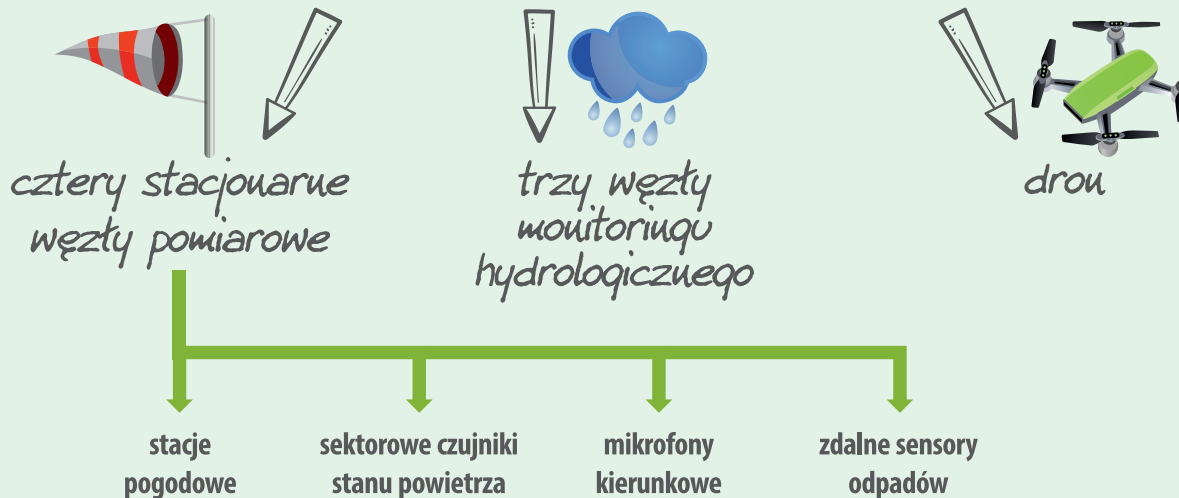 cztery stacjonarne
węzły pomiarowe
trzy węzły
monitoringu
hydrologicznego
dron
stacje
pogodowe
sektorowe czujniki
stanu powietrza
mikrofony
kierunkowe
zdalne sensory
odpadów